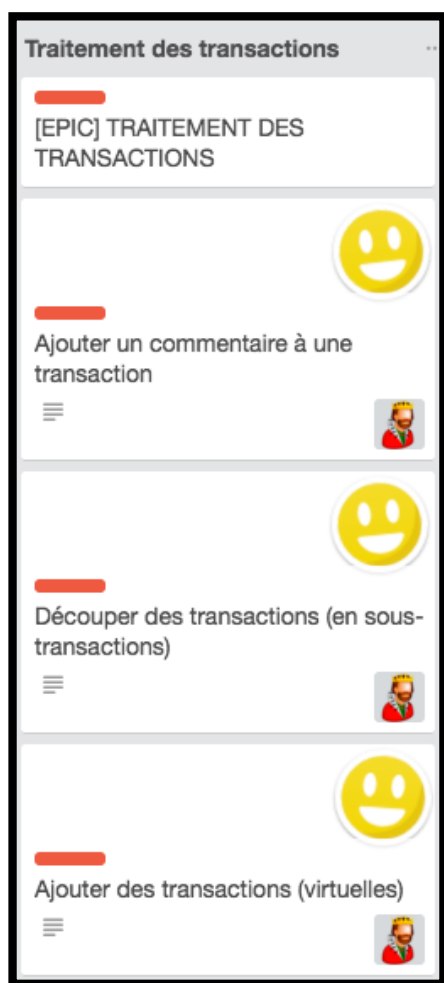 Traitement des transactions
[EPIC] TRAITEMENT DES
TRANSACTIONS
Ajouter un commentaire à une
transaction
Découper des transactions (en sous-
transactions)
Ajouter des transactions (virtuelles)